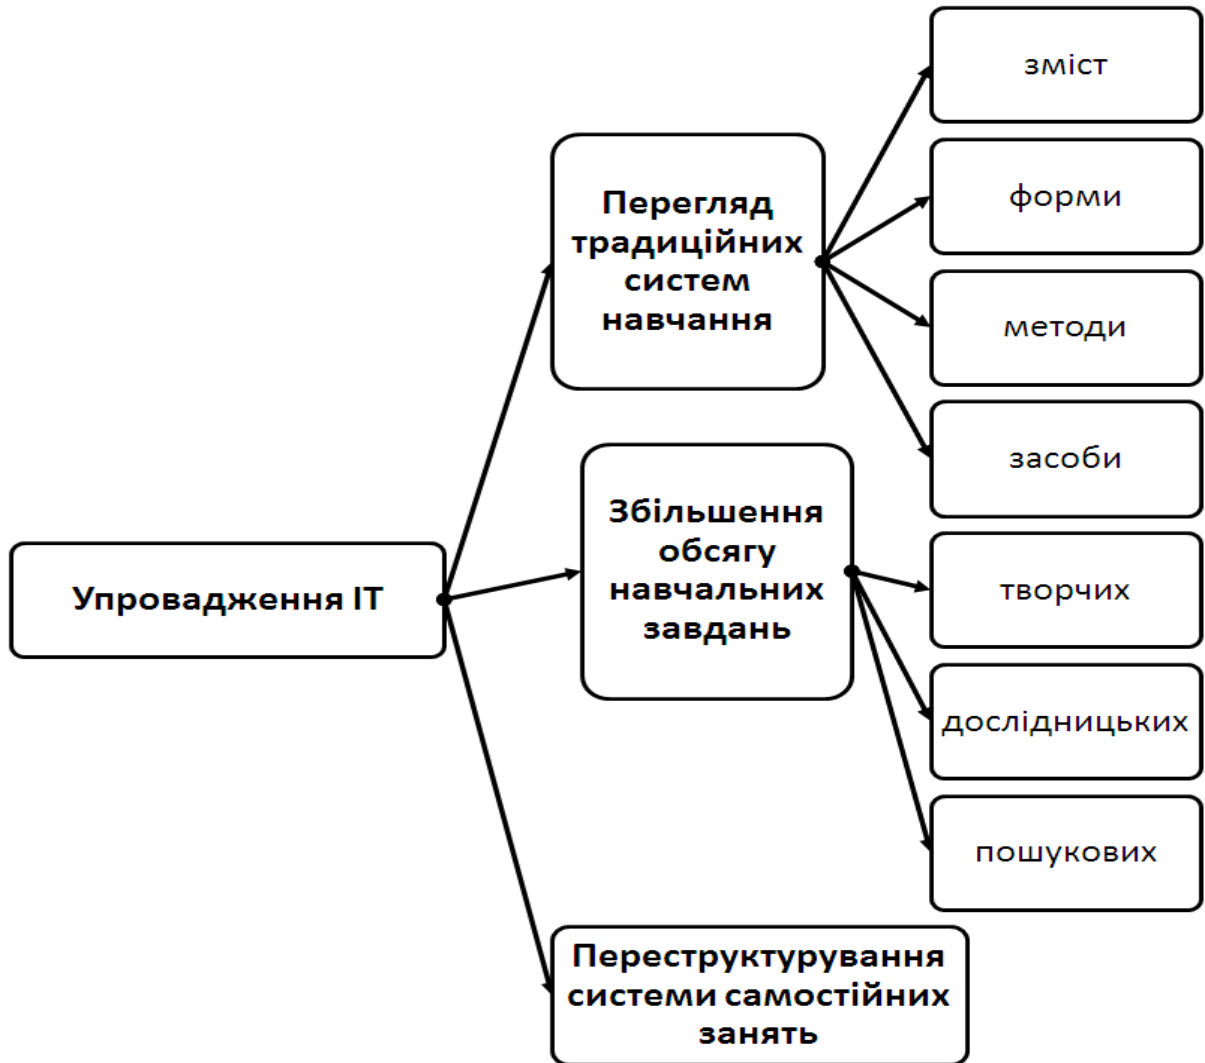 Упровадження ІТ
Перегляд
традиційних
систем
навчання
зміст
форми
методи
засоби
Збільшення
обсягу
навчальних
завдань
творчих
дослідницьких
пошукових
Переструктурування
системи самостійних
занять